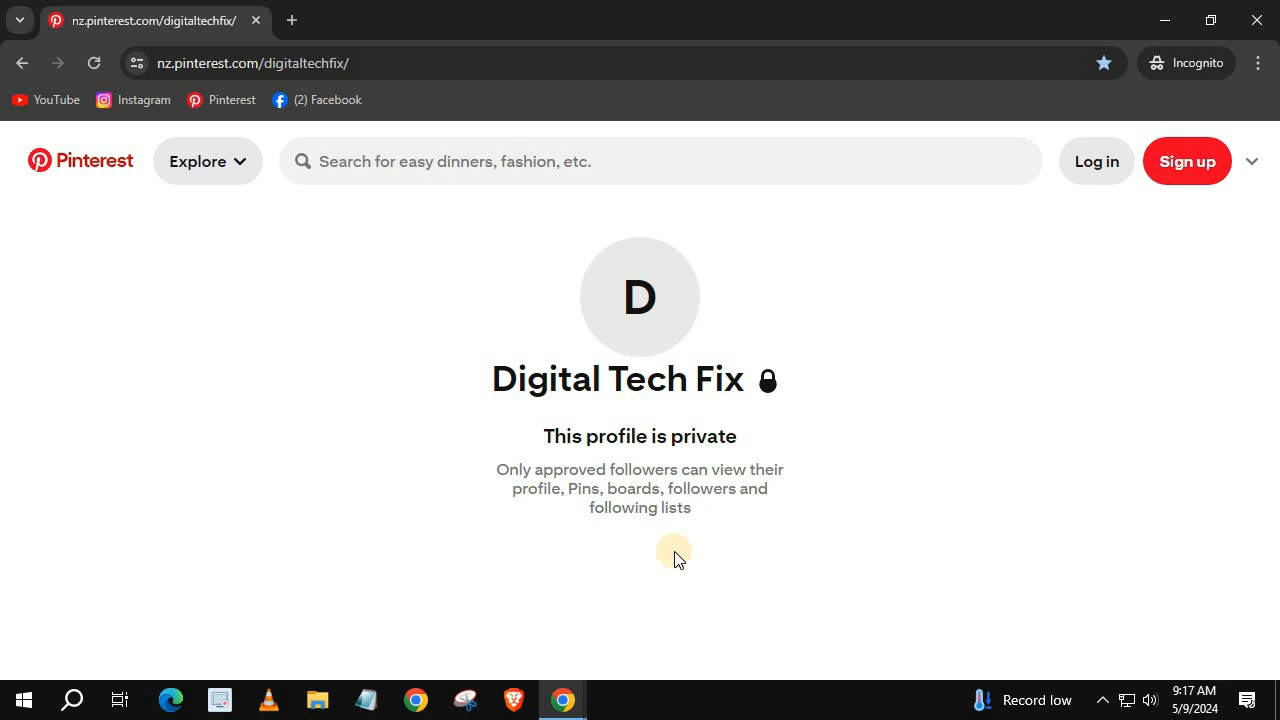 nz.pinterest.com/digitaltechfix/
nz.pinterest.com/digitaltechfix/
Incognito
YouTube
Instagram
Pinterest
(2) Facebook
Pinterest
Explore
Search for easy dinners, fashion, etc.
Log in
Sign up
D
Digital Tech Fix
This profile is private
Only approved followers can view their
profile, Pins, boards, followers and
following lists
Record low
9:17 AM
5/9/2024